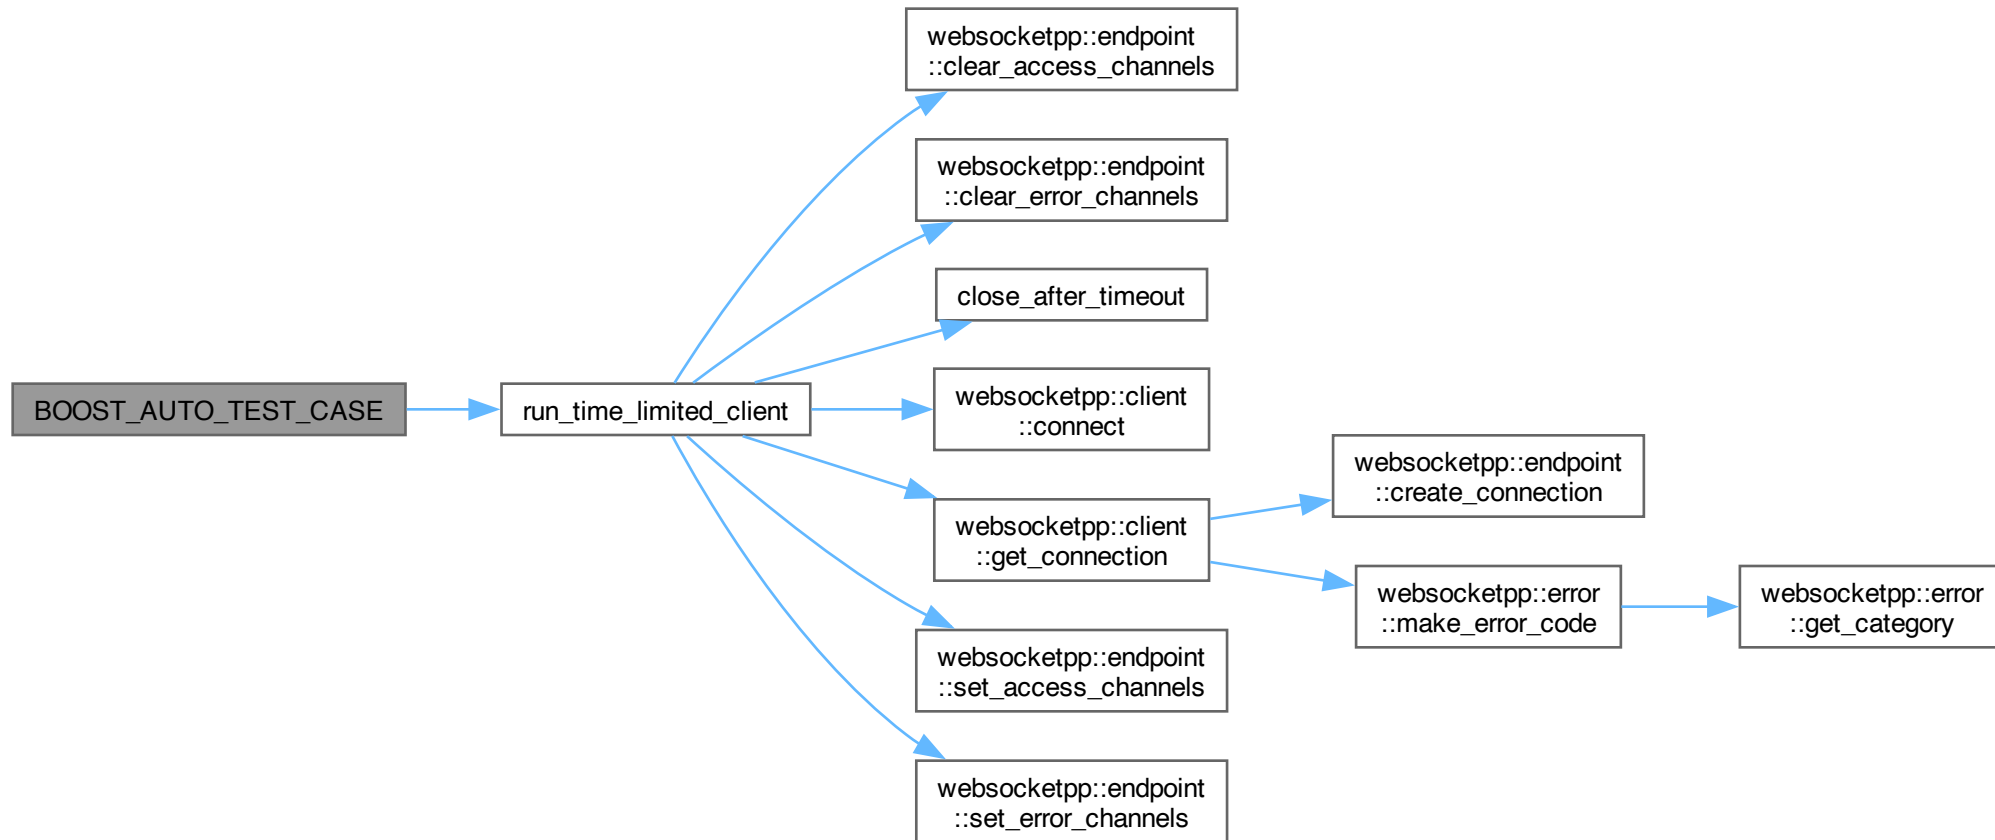 BOOST_AUTO_TEST_CASE
run_time_limited_client
websocketpp::endpoint
::clear_access_channels
websocketpp::endpoint
::clear_error_channels
close_after_timeout
websocketpp::client
::connect
websocketpp::client
::get_connection
websocketpp::endpoint
::set_access_channels
websocketpp::endpoint
::set_error_channels
websocketpp::endpoint
::create_connection
websocketpp::error
::make_error_code
websocketpp::error
::get_category